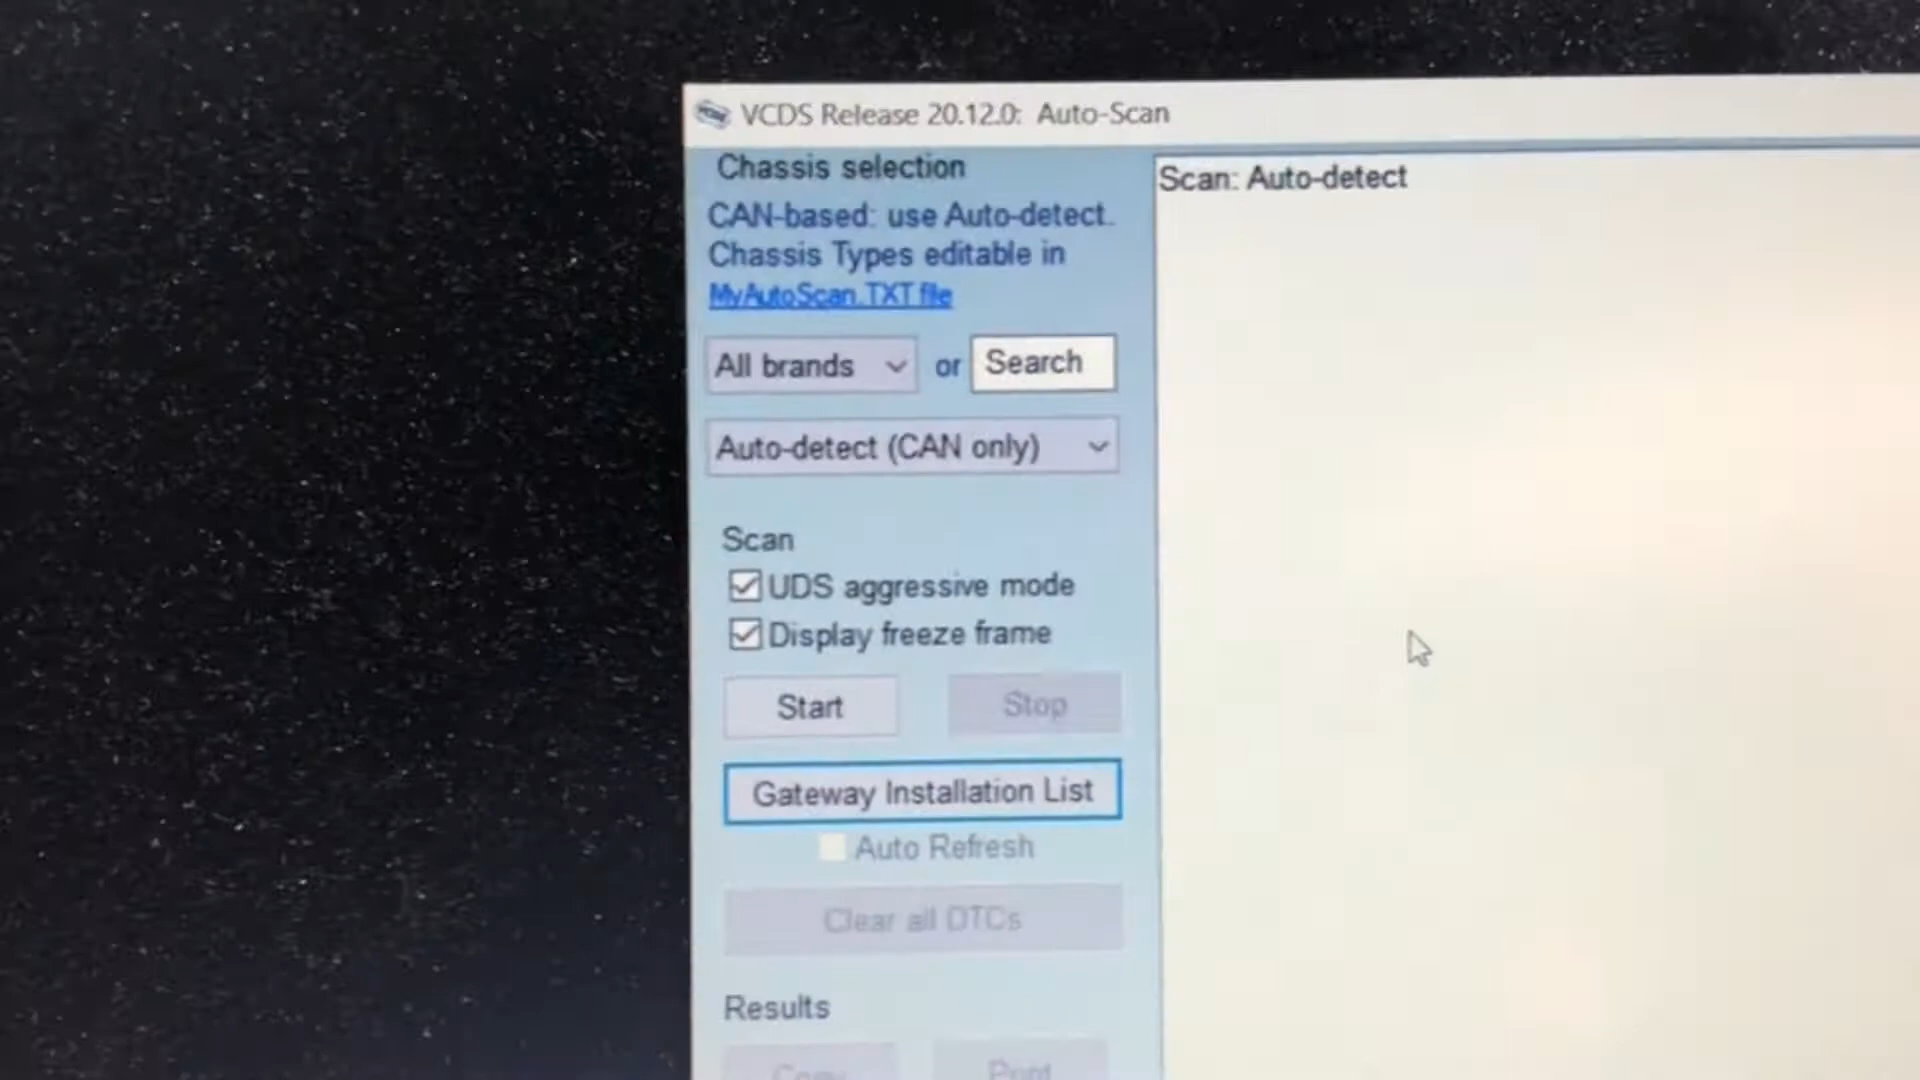 VCDS Release 20.12.0: Auto-Scan
Chassis selection
CAN-based: use Auto-detect.
Chassis Types editable in
MyAutoScan.TXT file
All brands or Search
Auto-detect (CAN only)
Scan
UDS aggressive mode
Display freeze frame
Start Stop
Gateway Installation List
Auto Refresh
Clear all DTCs
Results
Copy Print
Scan: Auto-detect